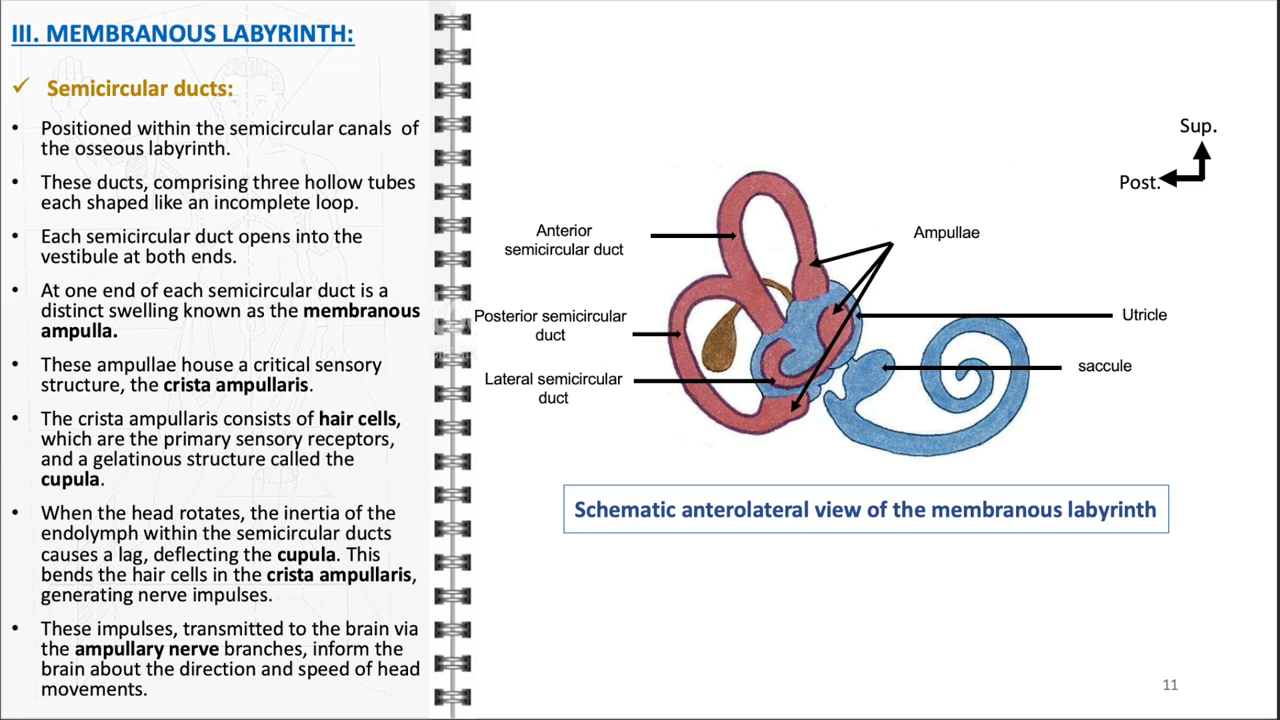 III. MEMBRANOUS LABYRINTH:
✓ Semicircular ducts:
• Positioned within the semicircular canals of
the osseous labyrinth.
• These ducts, comprising three hollow tubes
each shaped like an incomplete loop.
• Each semicircular duct opens into the
vestibule at both ends.
• At one end of each semicircular duct is a
distinct swelling known as the membranous
ampulla.
• These ampullae house a critical sensory
structure, the crista ampullaris.
• The crista ampullaris consists of hair cells,
which are the primary sensory receptors,
and a gelatinous structure called the
cupula.
• When the head rotates, the inertia of the
endolymph within the semicircular ducts
causes a lag, deflecting the cupula. This
bends the hair cells in the crista ampullaris,
generating nerve impulses.
• These impulses, transmitted to the brain via
the ampullary nerve branches, inform the
brain about the direction and speed of head
movements.
Sup.
Post.
Anterior
semicircular duct
Ampullae
Posterior semicircular
duct
Utricle
Lateral semicircular
duct
saccule
Schematic anterolateral view of the membranous labyrinth
11